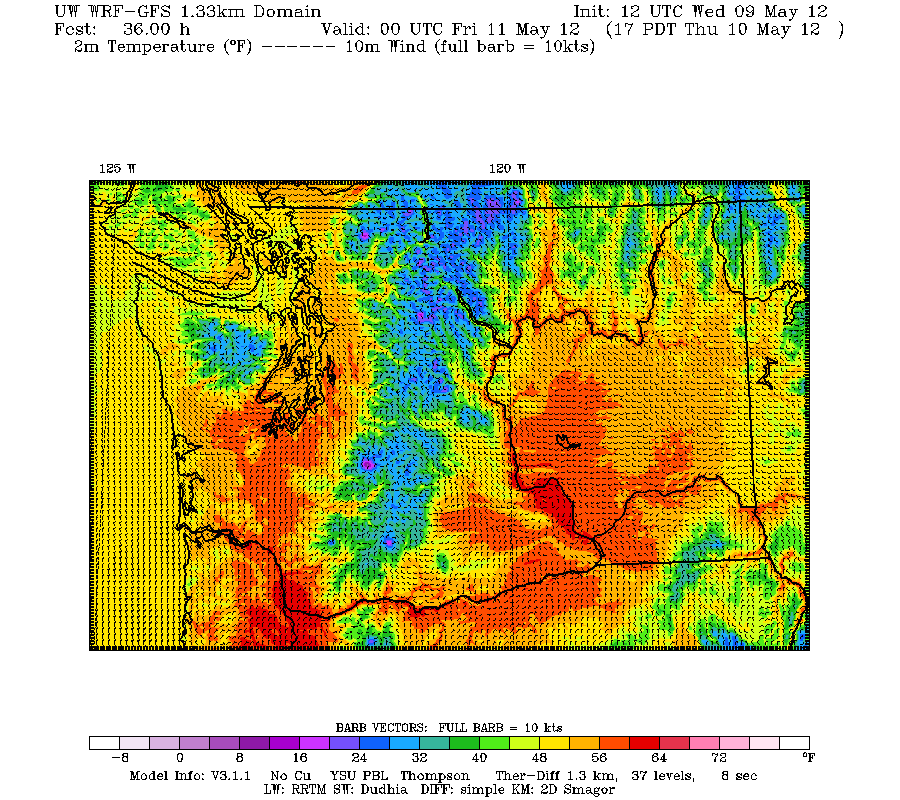 UW WRF-GFS 1.33km Domain Init: 12 UTC Wed 09 May 12
Fcst: 36.00 h Valid: 00 UTC Fri 11 May 12 (17 PDT Thu 10 May 12 )
2m Temperature (°F) ------ 10m Wind (full barb = 10kts)
125 W 120 W
BARB VECTORS: FULL BARB = 10 kts
-8 0 8 16 24 32 40 48 56 64 72 °F
Model Info: V3.1.1 No Cu YSU PBL Thompson Ther-Diff 1.3 km, 37 levels, 8 sec
LW: RRTM SW: Dudhia DIFF: simple KM: 2D Smagor